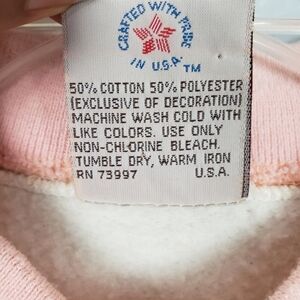 CRAFTED WITH PRIDE
IN U.S.A. TM
50% COTTON 50% POLYESTER
(EXCLUSIVE OF DECORATION)
MACHINE WASH COLD WITH
LIKE COLORS. USE ONLY
NON-CHLORINE BLEACH.
TUMBLE DRY, WARM IRON
RN 73997 U.S.A.